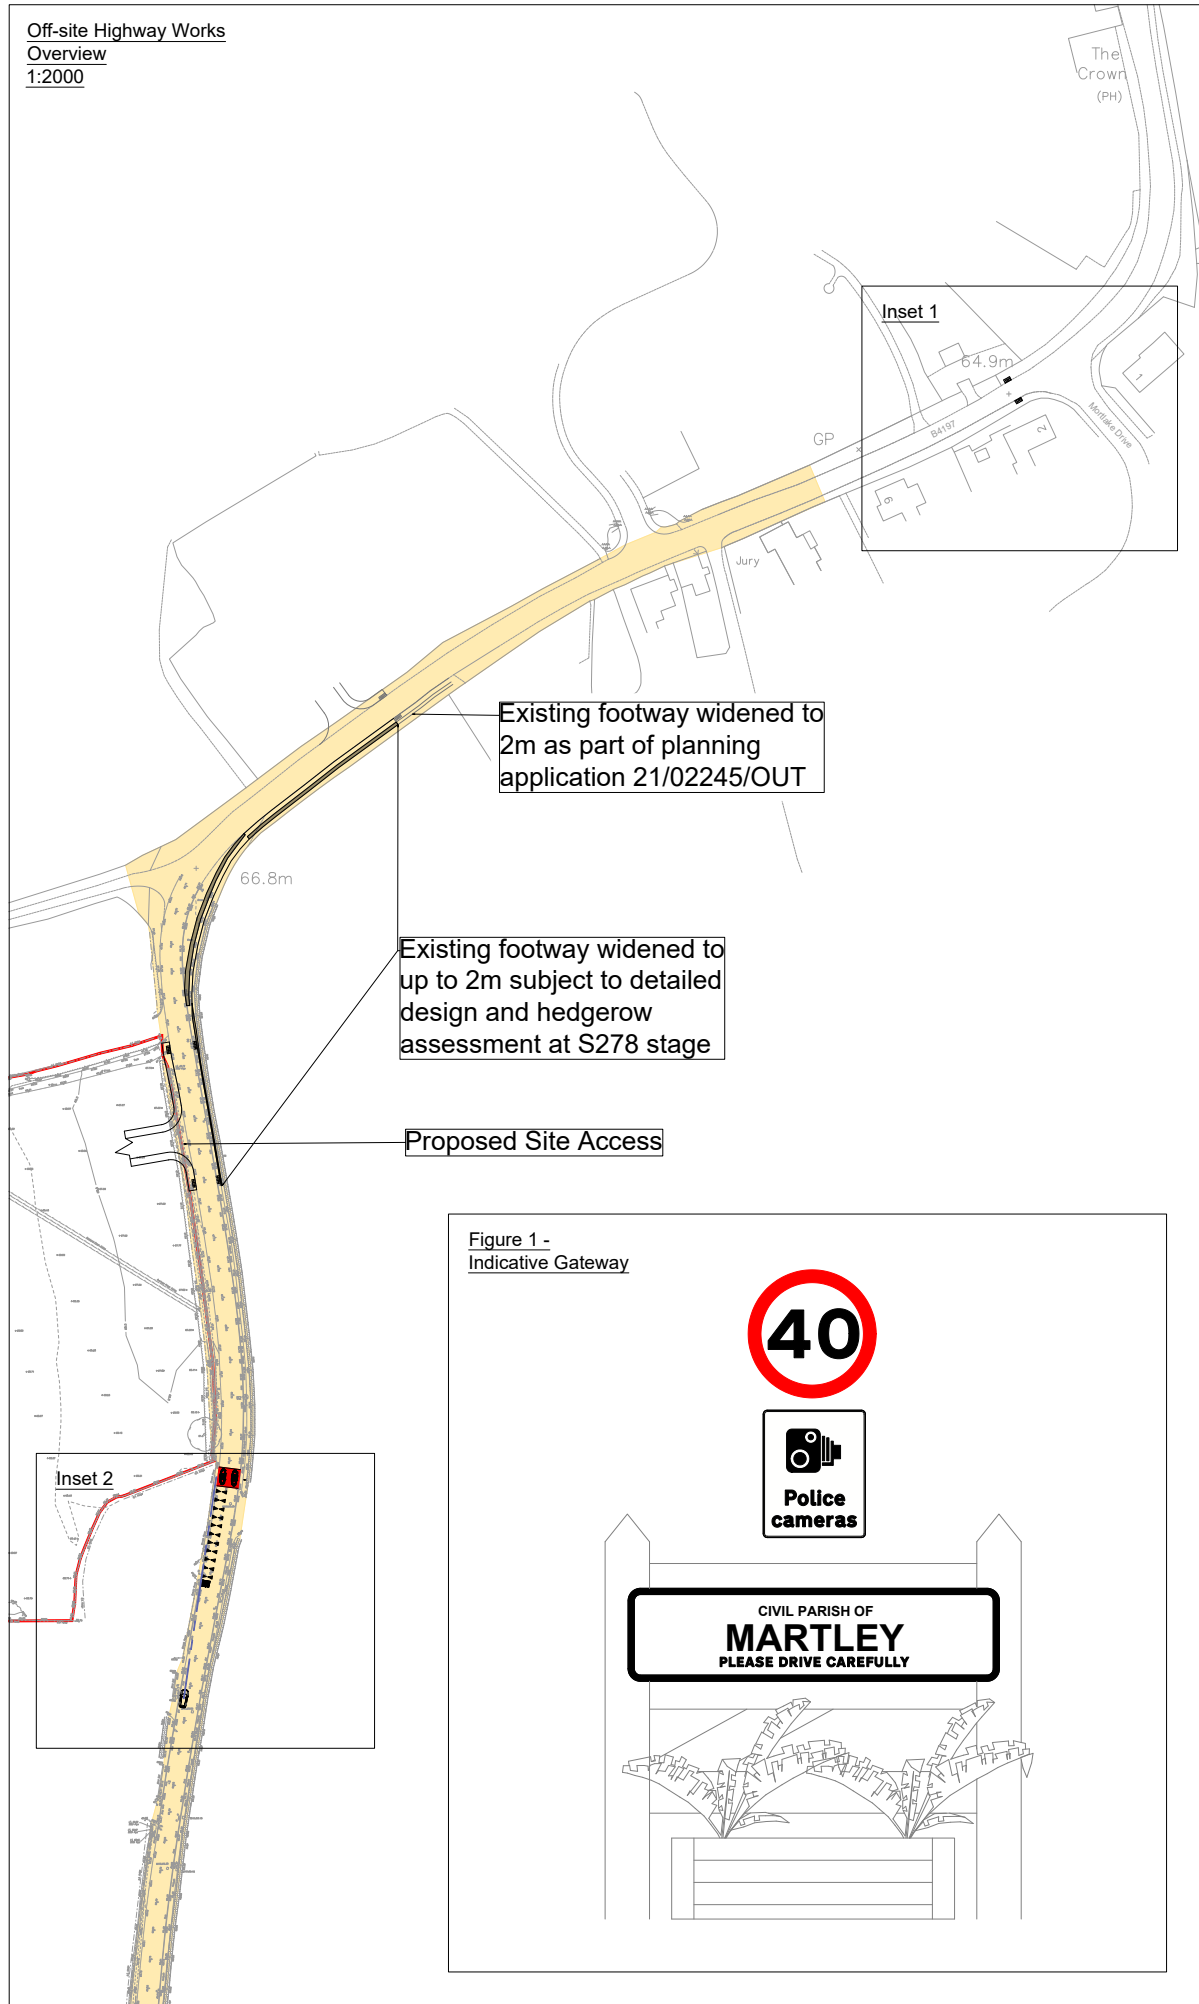 Off-site Highway Works
Overview
1:2000
The
Crown
(PH)
Inset 1
64.9m
1
Mortlake Drive
B4197
2
GP
6
Jury
Existing footway widened to
2m as part of planning
application 21/02245/OUT
66.8m
Existing footway widened to
up to 2m subject to detailed
design and hedgerow
assessment at S278 stage
Proposed Site Access
Figure 1 -
Indicative Gateway
40
Police
cameras
CIVIL PARISH OF
MARTLEY
PLEASE DRIVE CAREFULLY
Inset 2